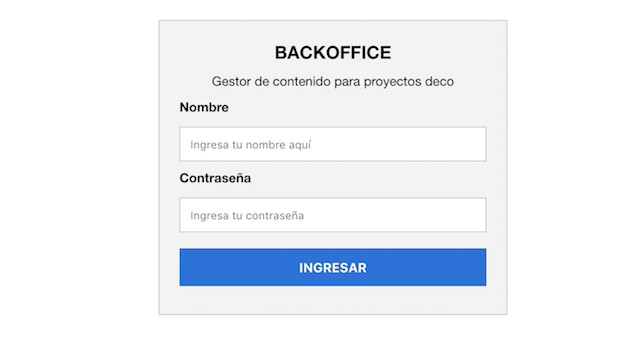 BACKOFFICE
Gestor de contenido para proyectos deco
Nombre
Ingresa tu nombre aquí
Contraseña
Ingresa tu contraseña
INGRESAR